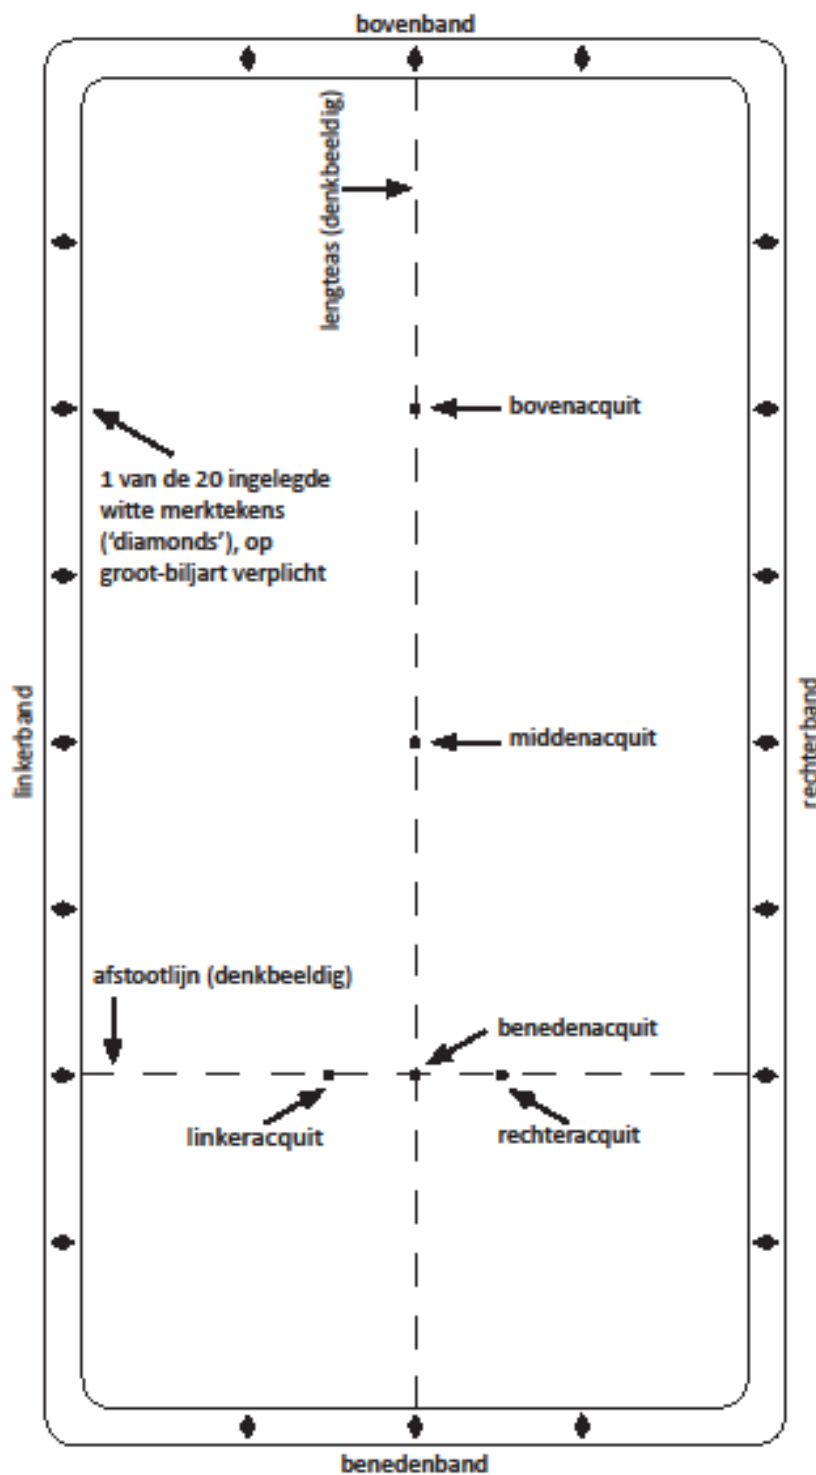 bovenband
lengteas (denkbeeldig)
bovenacquit
1 van de 20 ingelegde
witte merktekens
(‘diamonds’), op
groot-biljart verplicht
linkerband
middenacquit
rechterband
afstootlijn (denkbeeldig)
benedenacquit
linkeracquit
rechteracquit
benedenband